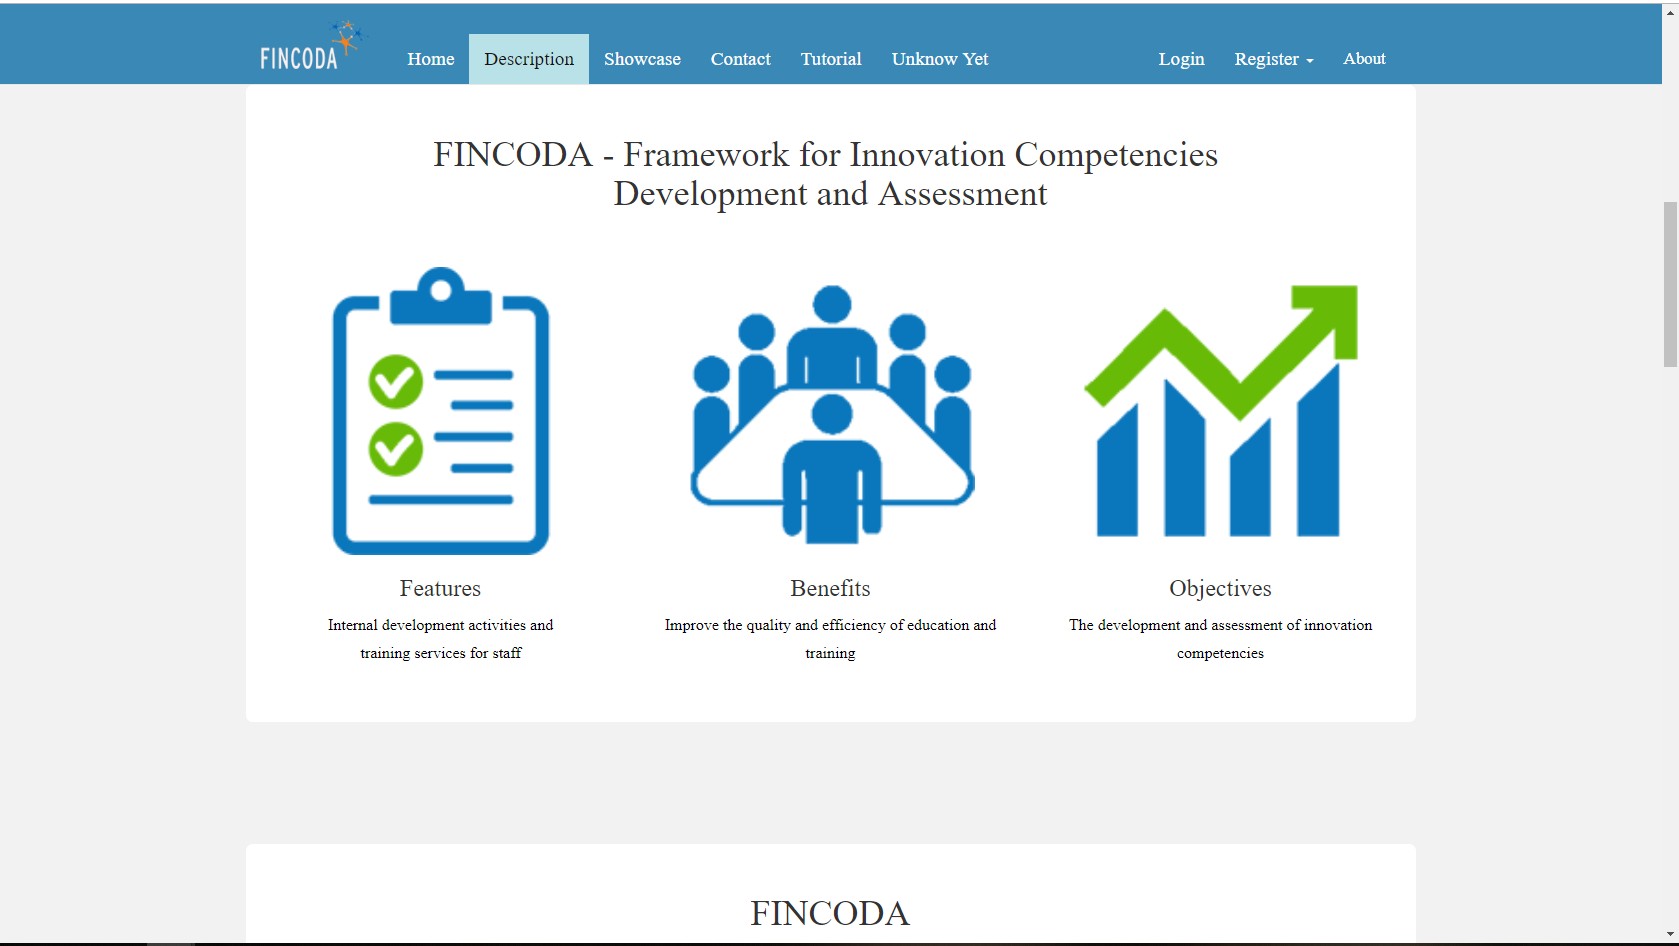 FINCODA
Home Description Showcase Contact Tutorial Unknow Yet Login Register About
FINCODA - Framework for Innovation Competencies
Development and Assessment
Features
Internal development activities and
training services for staff
Benefits
Improve the quality and efficiency of education and
training
Objectives
The development and assessment of innovation
competencies
FINCODA